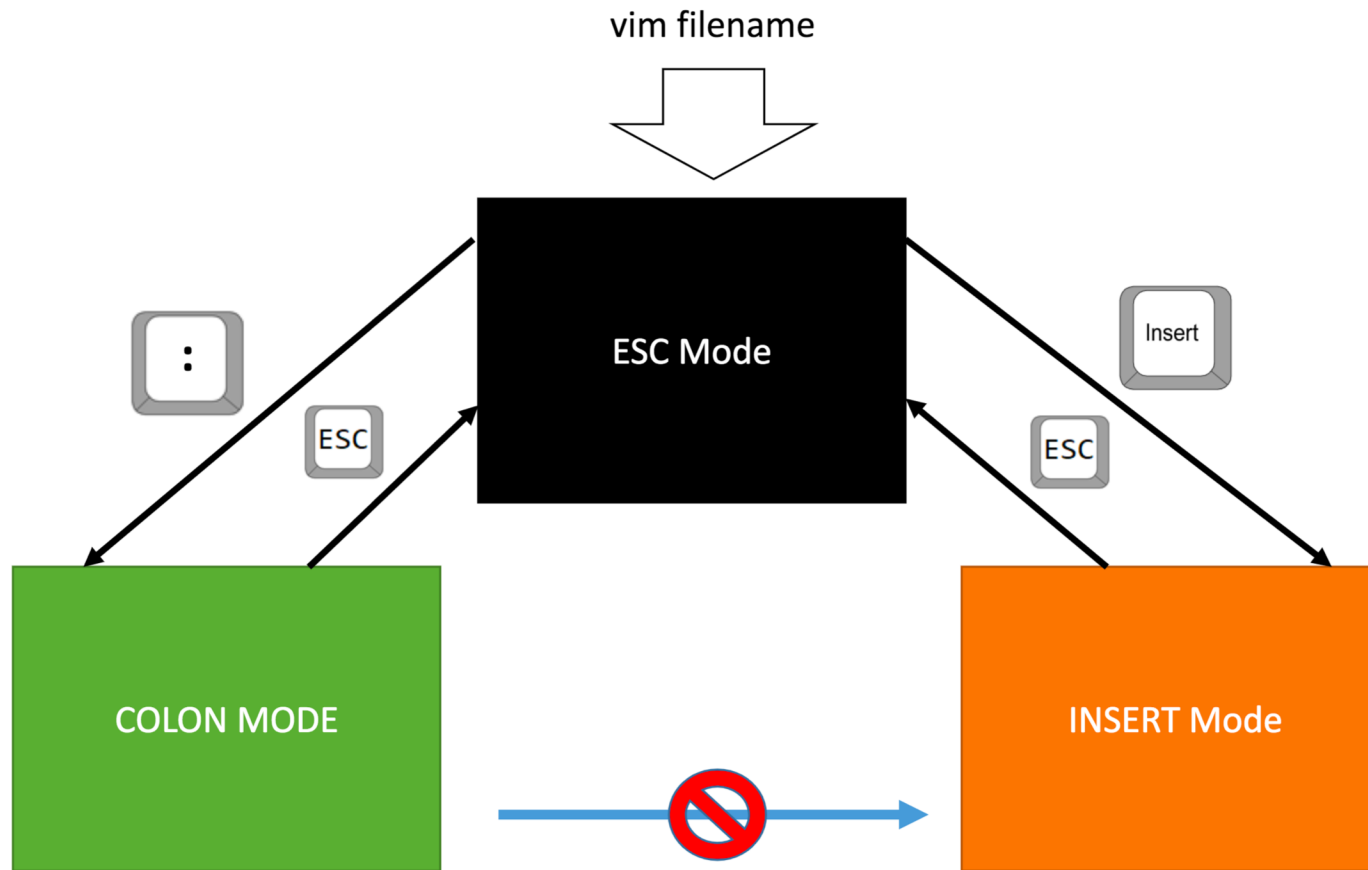 vim filename
:
Insert
ESC Mode
ESC
ESC
COLON MODE
INSERT Mode